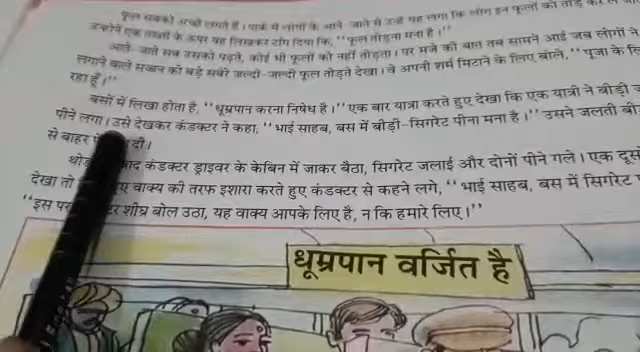 फूल सबको अच्छे लगते हैं। पार्क में लोगों के आने-जाते से उन्हें यह लगा कि लोग इन फूलों को तोड़ कर
उन्होंने एक तख्ती के ऊपर यह लिखकर टांग दिया कि, ‘‘फूल तोड़ना मना है।’’
आते-जाते सब उसको पढ़ते, कोई भी फूलों को नहीं तोड़ता। पर मजे की बात तब सामने आई जब लोगों ने
लगाने वाले सज्जन को बड़े सवेरे जल्दी-जल्दी फूल तोड़ते देखा। वे अपनी शर्म मिटाने के लिए बोले, ‘‘पूजा के
रहा हूँ।’’
बसों में लिखा होता है, ‘‘धूम्रपान करना निषेध है।’’ एक बार यात्रा करते हुए देखा कि एक यात्री ने बीड़ी
पीने लगा। उसे देखकर कंडक्टर ने कहा, ‘‘भाई साहब, बस में बीड़ी-सिगरेट पीना मना है।’’ उसने जलती
से बाहर दी।
बाद कंडक्टर ड्राइवर के केबिन में जाकर बैठा, सिगरेट जलाई और दोनों पीने गले। एक
देखा तो वाक्य की तरफ इशारा करते हुए कंडक्टर से कहने लगे, ‘‘भाई साहब, बस में सिगरेट
‘‘इस पर शीघ्र बोल उठा, यह वाक्य आपके लिए है, न कि हमारे लिए।’’
धूम्रपान वर्जित है